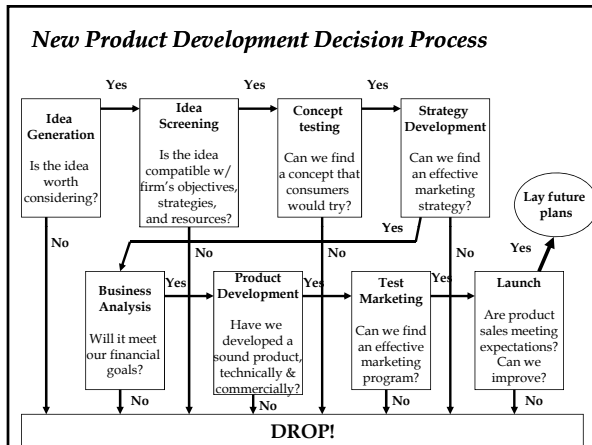 New Product Development Decision Process
Yes
Yes
Yes
Idea
Generation
Is the idea
worth
considering?
Idea
Screening
Is the idea
compatible w/
firm's objectives,
strategies,
and resources?
Concept
testing
Can we find
a concept that
consumers
would try?
Strategy
Development
Can we find
an effective
marketing
strategy?
Lay future
plans
No
No
No
Yes
No
Yes
Business
Analysis
Will it meet
our financial
goals?
Yes
Product
Development
Have we
developed a
sound product,
technically &
commercially?
Yes
Test
Marketing
Can we find
an effective
marketing
program?
Yes
Launch
Are product
sales meeting
expectations?
Can we
improve?
No
No
No
No
DROP!